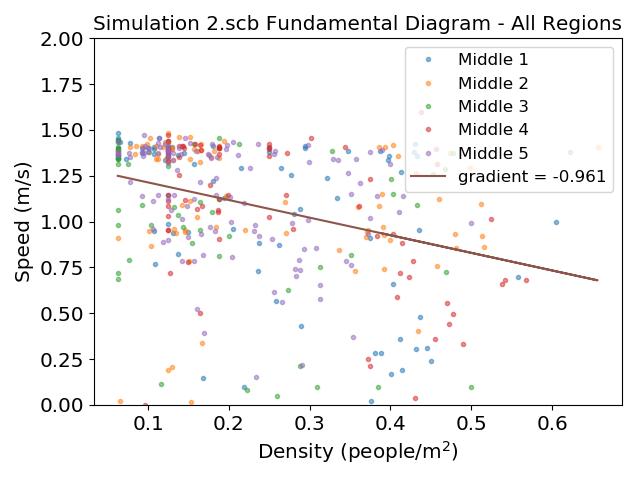 Simulation 2.scb Fundamental Diagram - All Regions
2.00
1.75
1.50
1.25
1.00
0.75
0.50
0.25
0.00
Speed (m/s)
Middle 1
Middle 2
Middle 3
Middle 4
Middle 5
gradient = -0.961
0.1 0.2 0.3 0.4 0.5 0.6
Density (people/m²)